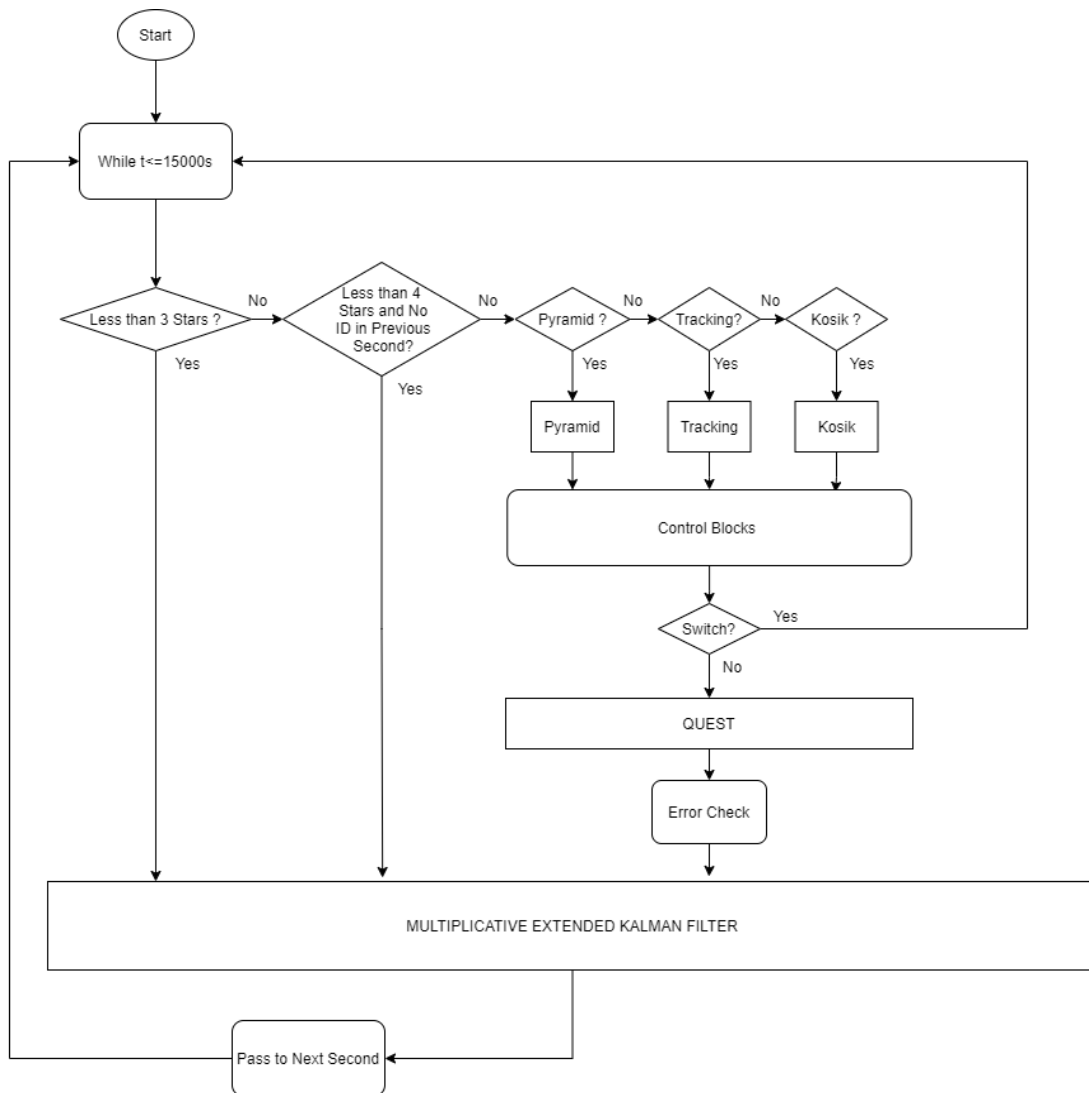 Start
While t<=15000s
Less than 3 Stars ?
No
Less than 4
Stars and No
ID in Previous
Second?
No
Pyramid ?
No
Tracking?
No
Kosik ?
Yes
Yes
Yes
Yes
Yes
Pyramid
Tracking
Kosik
Control Blocks
Switch?
Yes
No
QUEST
Error Check
MULTIPLICATIVE EXTENDED KALMAN FILTER
Pass to Next Second